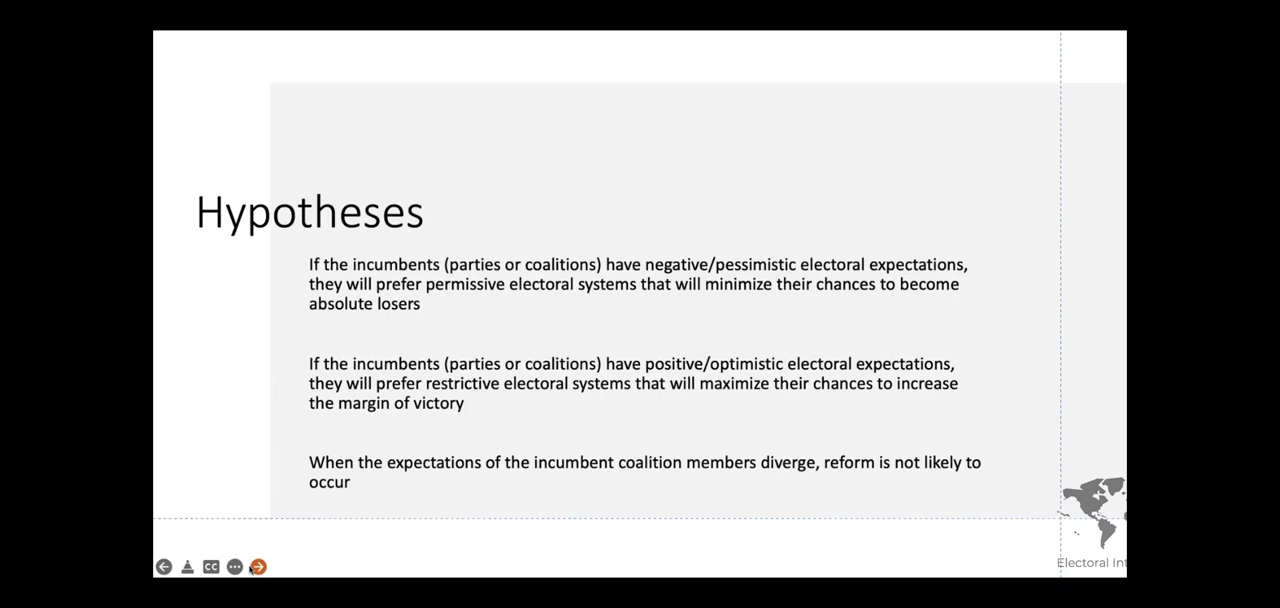 Hypotheses
If the incumbents (parties or coalitions) have negative/pessimistic electoral expectations,
they will prefer permissive electoral systems that will minimize their chances to become
absolute losers
If the incumbents (parties or coalitions) have positive/optimistic electoral expectations,
they will prefer restrictive electoral systems that will maximize their chances to increase
the margin of victory
When the expectations of the incumbent coalition members diverge, reform is not likely to
occur
CC
Electoral Int